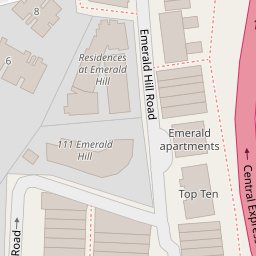 8
Emerald Hill Road
Residences
at Emerald
Hill
6
Emerald
apartments
111 Emerald
Hill
← Central Expres
Top Ten
Road →